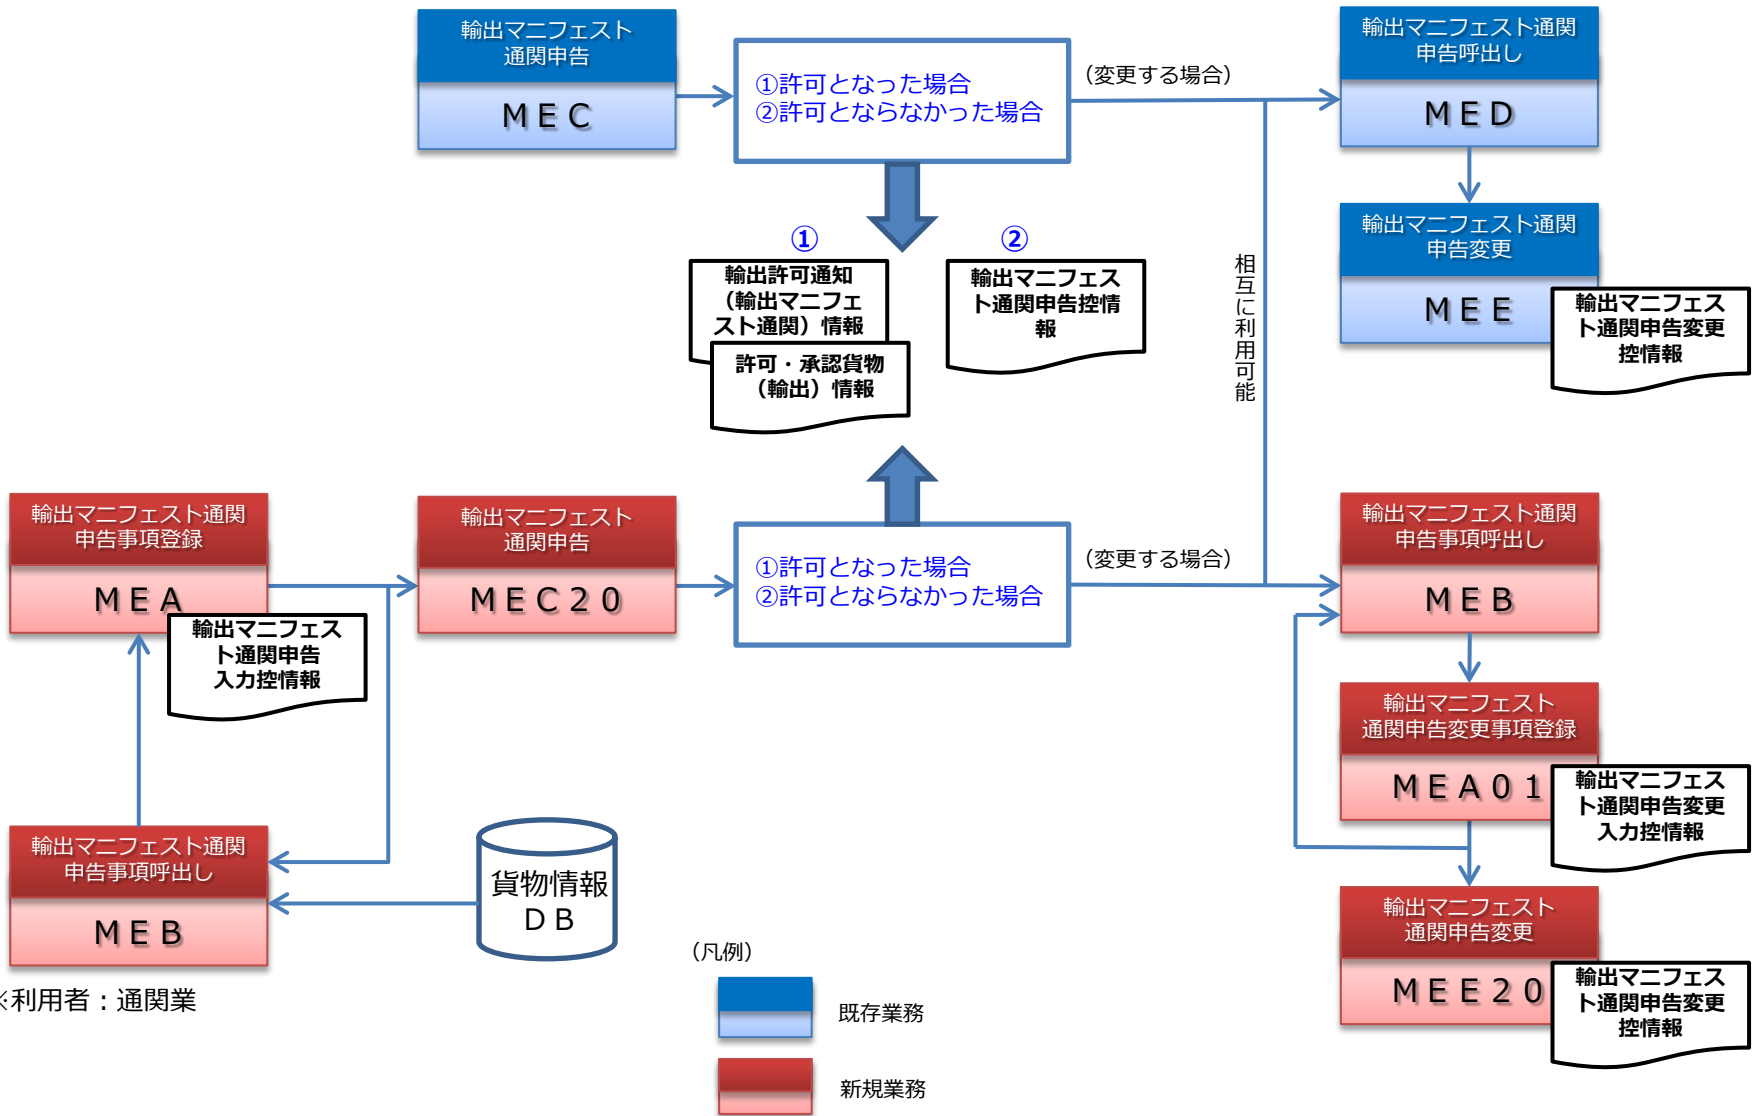 輸出マニフェスト
通関申告
ＭＥＣ
①許可となった場合
②許可とならなかった場合
（変更する場合）
輸出マニフェスト通関
申告呼出し
ＭＥＤ
輸出マニフェスト通関
申告変更
ＭＥＥ
輸出マニフェス
ト通関申告変更
控情報
①
輸出許可通知
（輸出マニフェ
スト通関）情報
許可・承認貨物
（輸出）情報
②
輸出マニフェス
ト通関申告控情
報
相互に利用可能
輸出マニフェスト通関
申告事項登録
ＭＥＡ
輸出マニフェス
ト通関申告
入力控情報
輸出マニフェスト
通関申告
ＭＥＣ２０
①許可となった場合
②許可とならなかった場合
（変更する場合）
輸出マニフェスト通関
申告事項呼出し
ＭＥＢ
輸出マニフェスト
通関申告変更事項登録
ＭＥＡ０１
輸出マニフェス
ト通関申告変更
入力控情報
輸出マニフェスト通関
申告事項呼出し
ＭＥＢ
貨物情報
ＤＢ
輸出マニフェスト
通関申告変更
ＭＥＥ２０
輸出マニフェス
ト通関申告変更
控情報
※利用者：通関業
（凡例）
既存業務
新規業務